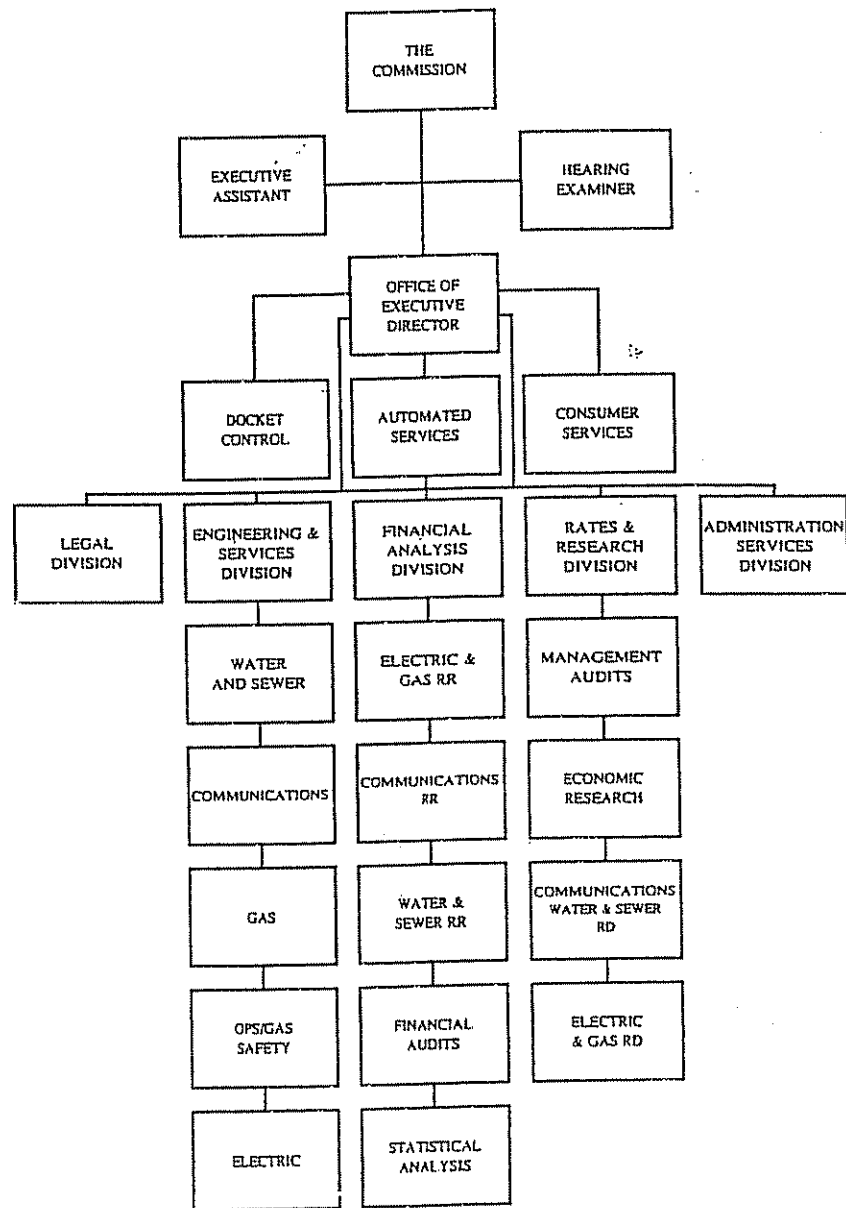 THE
COMMISSION
EXECUTIVE
ASSISTANT
HEARING
EXAMINER
OFFICE OF
EXECUTIVE
DIRECTOR
DOCKET
CONTROL
AUTOMATED
SERVICES
CONSUMER
SERVICES
LEGAL
DIVISION
ENGINEERING &
SERVICES
DIVISION
FINANCIAL
ANALYSIS
DIVISION
RATES &
RESEARCH
DIVISION
ADMINISTRATION
SERVICES
DIVISION
WATER
AND SEWER
ELECTRIC &
GAS RR
MANAGEMENT
AUDITS
COMMUNICATIONS
COMMUNICATIONS
RR
ECONOMIC
RESEARCH
GAS
WATER &
SEWER RR
COMMUNICATIONS
WATER & SEWER
RD
OPS/GAS
SAFETY
FINANCIAL
AUDITS
ELECTRIC
& GAS RD
ELECTRIC
STATISTICAL
ANALYSIS